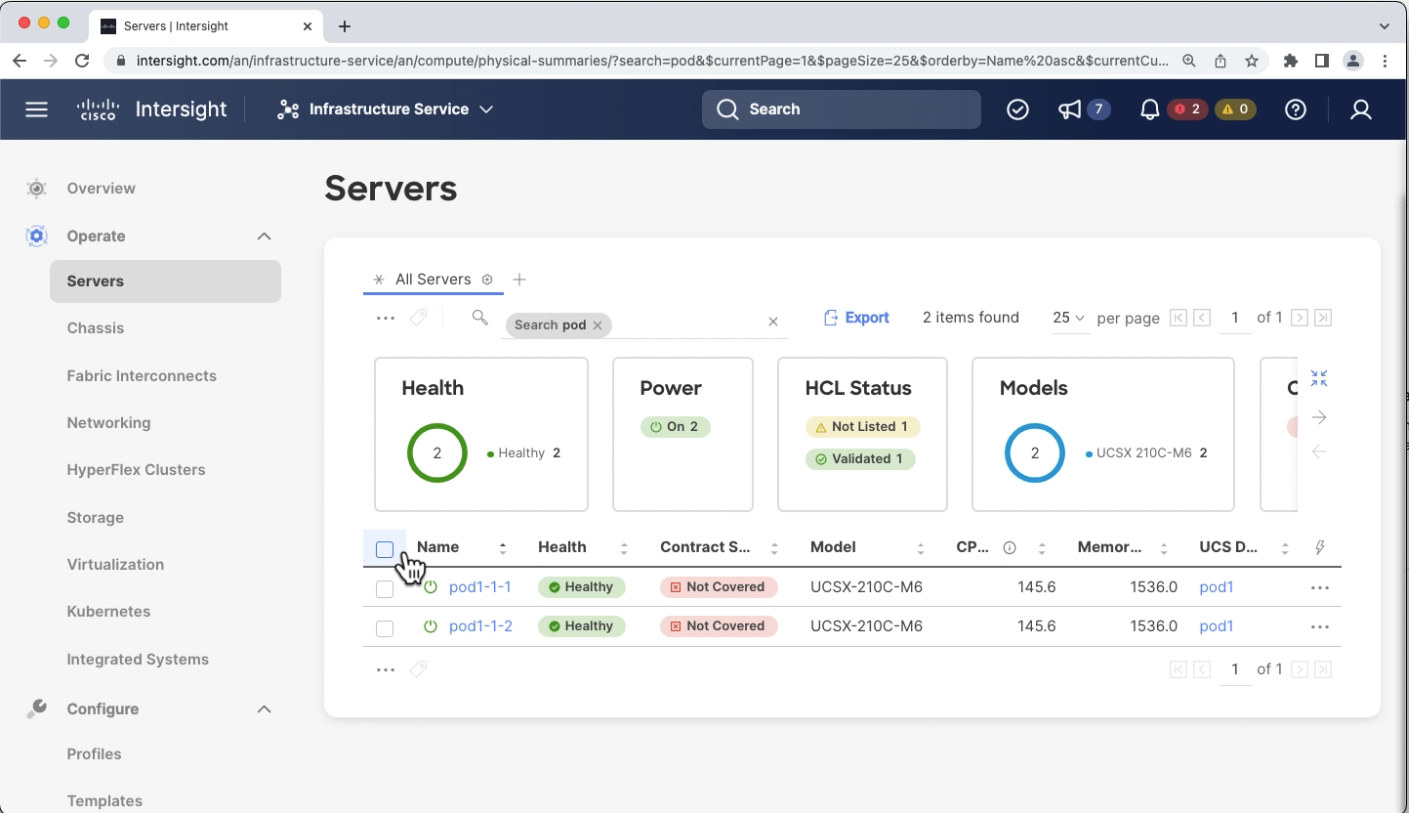 Servers | Intersight
intersight.com/an/infrastructure-service/an/compute/physical-summaries/?search=pod&$currentPage=1&$pageSize=25&$orderby=Name%20asc&$currentCu...
cisco Intersight Infrastructure Service Search 7 2 0
Overview
Operate
Servers
Chassis
Fabric Interconnects
Networking
HyperFlex Clusters
Storage
Virtualization
Kubernetes
Integrated Systems
Configure
Profiles
Templates
Servers
All Servers
Search pod Export 2 items found 25 per page 1 of 1
Health
2 Healthy 2
Power
On 2
HCL Status
Not Listed 1
Validated 1
Models
2 UCSX 210C-M6 2
C
Name Health Contract S... Model CP... Memor... UCS D...
pod1-1-1 Healthy Not Covered UCSX-210C-M6 145.6 1536.0 pod1 ...
pod1-1-2 Healthy Not Covered UCSX-210C-M6 145.6 1536.0 pod1 ...
... 1 of 1